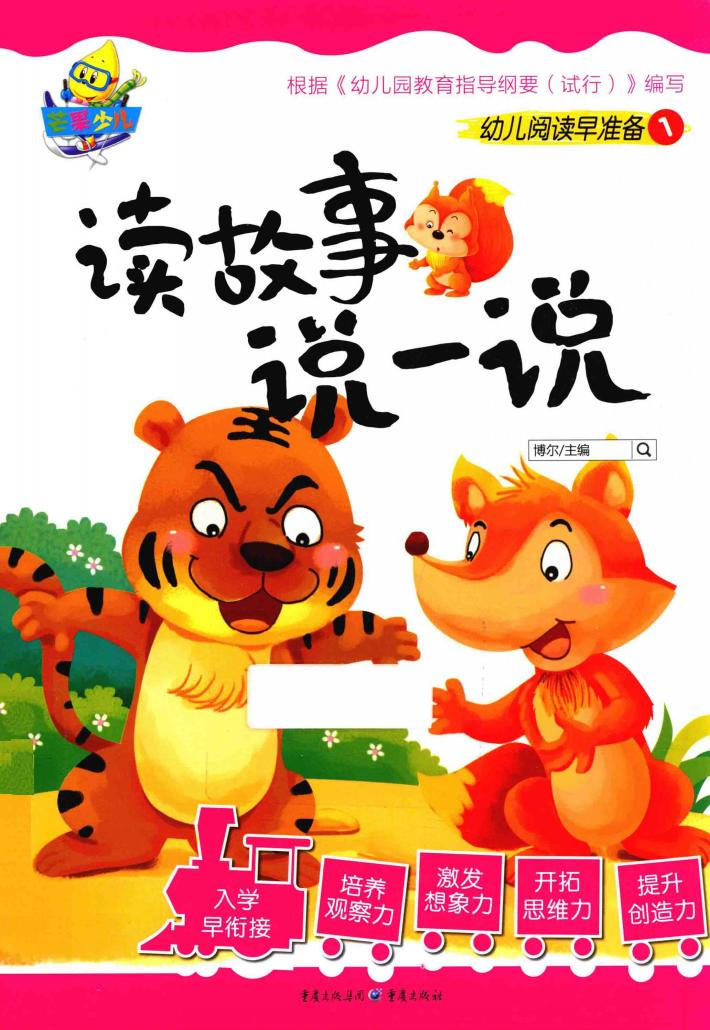 芒果少儿
根据《幼儿园教育指导纲要（试行）》编写
幼儿阅读早准备1
读故事
说一说
博尔/主编
王
入学
早衔接
培养
观察力
激发
想象力
开拓
思维力
提升
创造力
重庆出版集团 重庆出版社